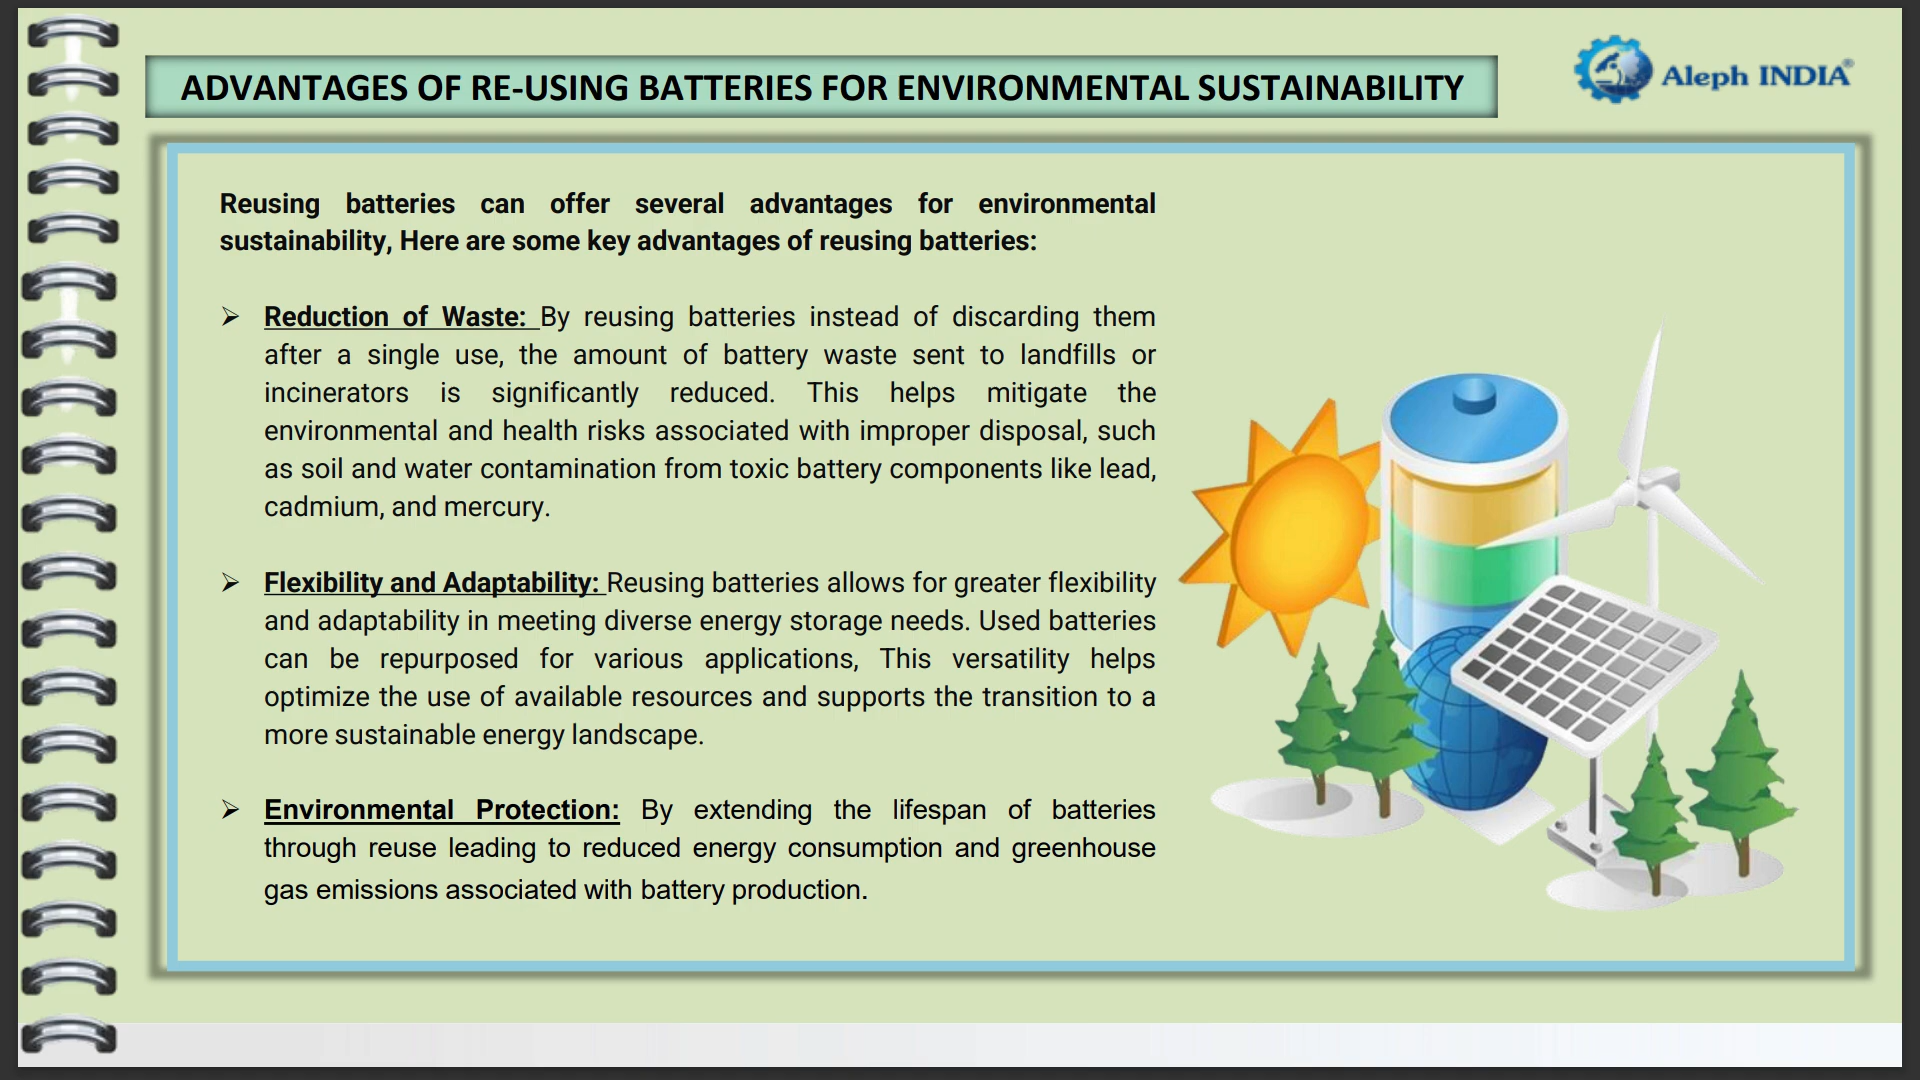 ADVANTAGES OF RE-USING BATTERIES FOR ENVIRONMENTAL SUSTAINABILITY
Aleph INDIA®
Reusing batteries can offer several advantages for environmental
sustainability, Here are some key advantages of reusing batteries:
➢ Reduction of Waste: By reusing batteries instead of discarding them
after a single use, the amount of battery waste sent to landfills or
incinerators is significantly reduced. This helps mitigate the
environmental and health risks associated with improper disposal, such
as soil and water contamination from toxic battery components like lead,
cadmium, and mercury.
➢ Flexibility and Adaptability: Reusing batteries allows for greater flexibility
and adaptability in meeting diverse energy storage needs. Used batteries
can be repurposed for various applications, This versatility helps
optimize the use of available resources and supports the transition to a
more sustainable energy landscape.
➢ Environmental Protection: By extending the lifespan of batteries
through reuse leading to reduced energy consumption and greenhouse
gas emissions associated with battery production.